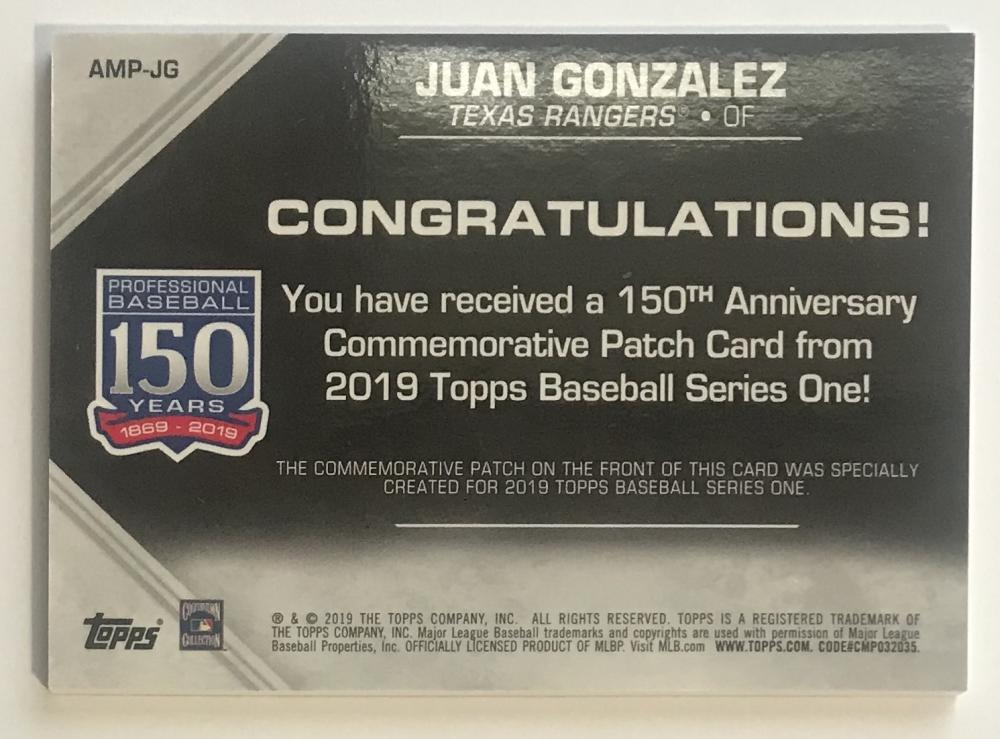 AMP-JG
JUAN GONZALEZ
TEXAS RANGERS® • OF
CONGRATULATIONS!
PROFESSIONAL
BASEBALL
150
YEARS
1869 - 2019
You have received a 150TH Anniversary
Commemorative Patch Card from
2019 Topps Baseball Series One!
THE COMMEMORATIVE PATCH ON THE FRONT OF THIS CARD WAS SPECIALLY
CREATED FOR 2019 TOPPS BASEBALL SERIES ONE.
topps®
COOPERSTOWN
COLLECTION
® & © 2019 THE TOPPS COMPANY, INC. ALL RIGHTS RESERVED. TOPPS IS A REGISTERED TRADEMARK OF
THE TOPPS COMPANY, INC. Major League Baseball trademarks and copyrights are used with permission of Major League
Baseball Properties, Inc. OFFICIALLY LICENSED PRODUCT OF MLBP. Visit MLB.com WWW.TOPPS.COM. CODE#CMP032035.